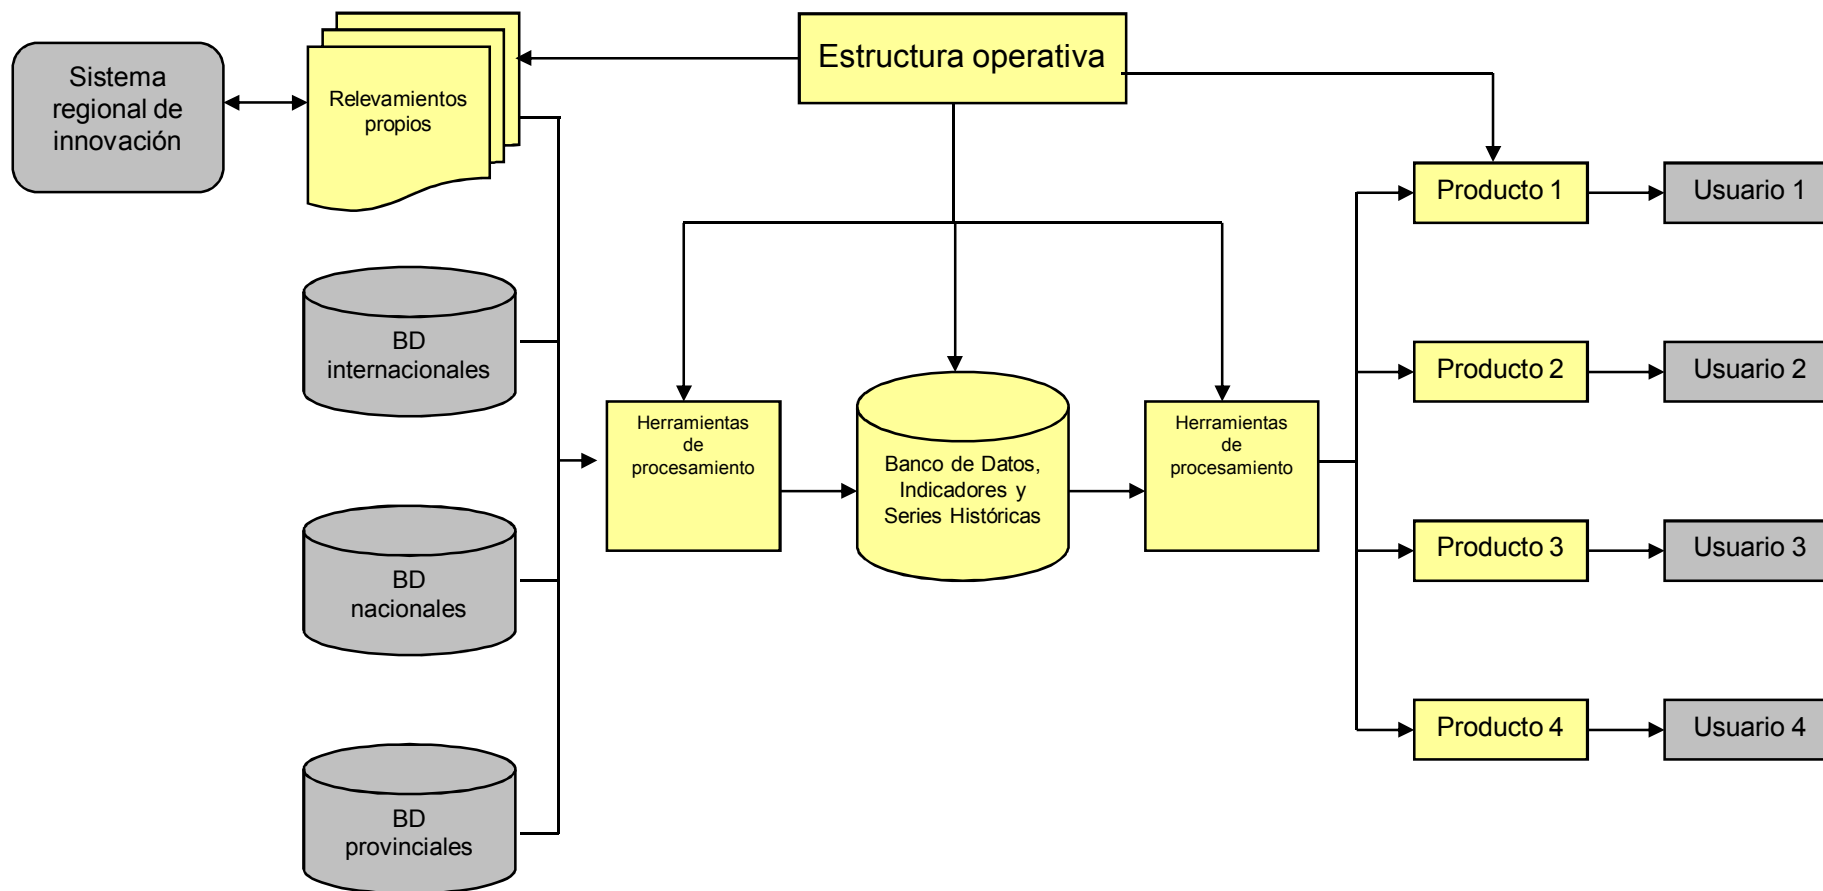 Estructura operativa
Sistema
regional de
innovación
Relevamientos
propios
Producto 1
Usuario 1
BD
internacionales
Producto 2
Usuario 2
Herramientas
de
procesamiento
Banco de Datos,
Indicadores y
Series Históricas
Herramientas
de
procesamiento
Producto 3
Usuario 3
BD
nacionales
Producto 4
Usuario 4
BD
provinciales